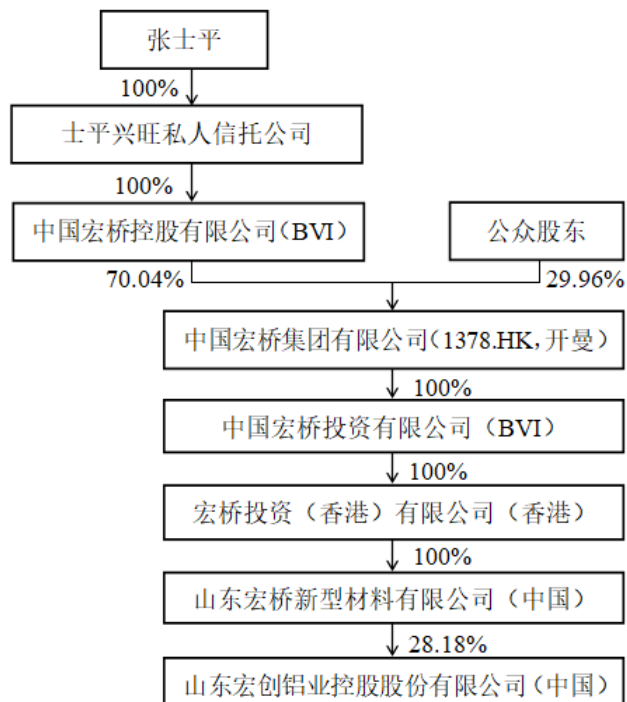 张士平
100%
士平兴旺私人信托公司
100%
中国宏桥控股有限公司（BVI）
公众股东
70.04%
29.96%
中国宏桥集团有限公司（1378.HK,开曼）
100%
中国宏桥投资有限公司（BVI）
100%
宏桥投资（香港）有限公司（香港）
100%
山东宏桥新型材料有限公司（中国）
28.18%
山东宏创铝业控股股份有限公司（中国）